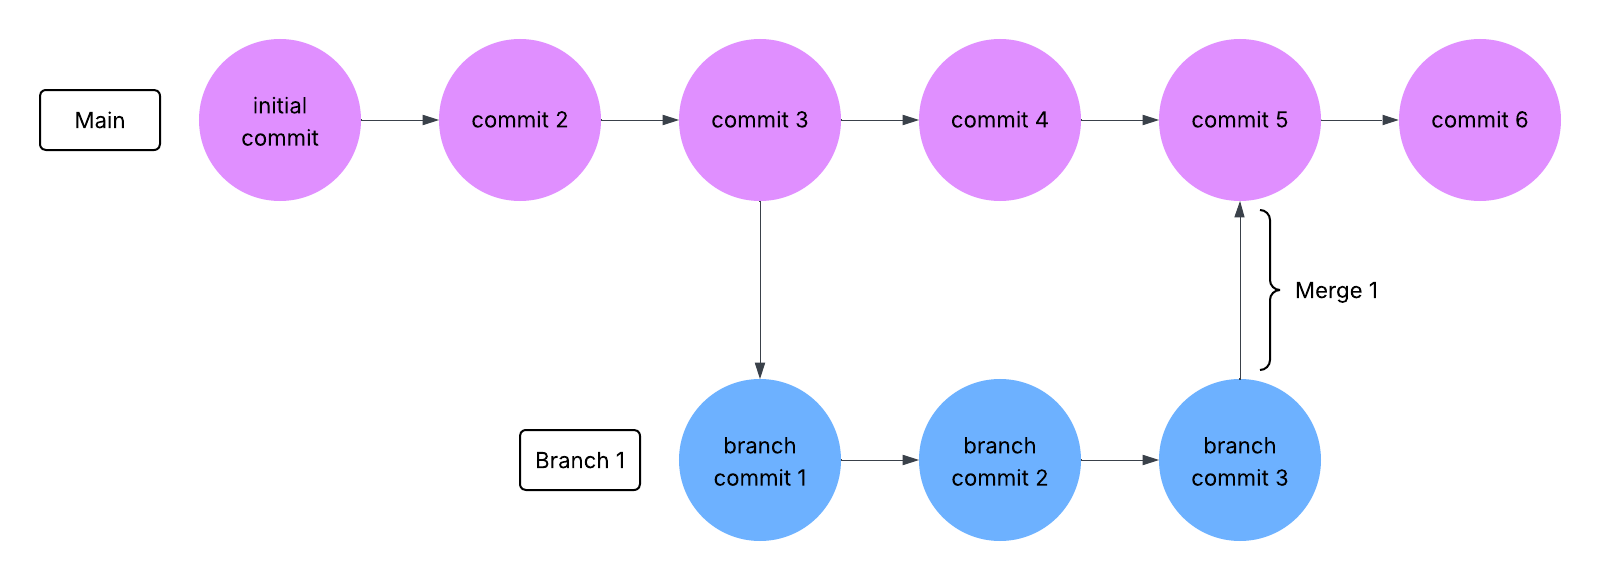 Main
initial
commit
commit 2
commit 3
commit 4
commit 5
commit 6
Merge 1
Branch 1
branch
commit 1
branch
commit 2
branch
commit 3